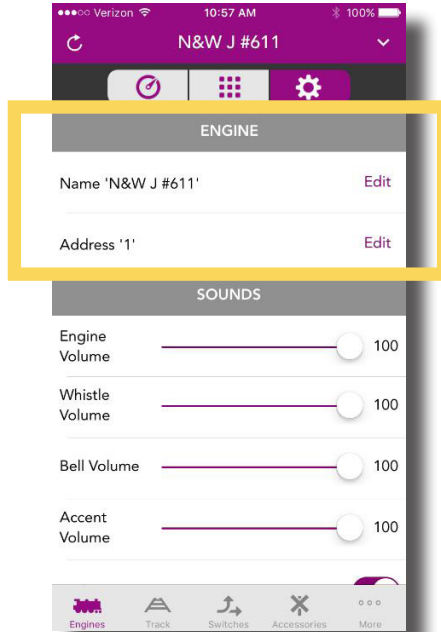 Verizon 10:57 AM 100%
N&W J #611
ENGINE
Name 'N&W J #611' Edit
Address '1' Edit
SOUNDS
Engine
Volume 100
Whistle
Volume 100
Bell Volume 100
Accent
Volume 100
Engines Track Switches Accessories More